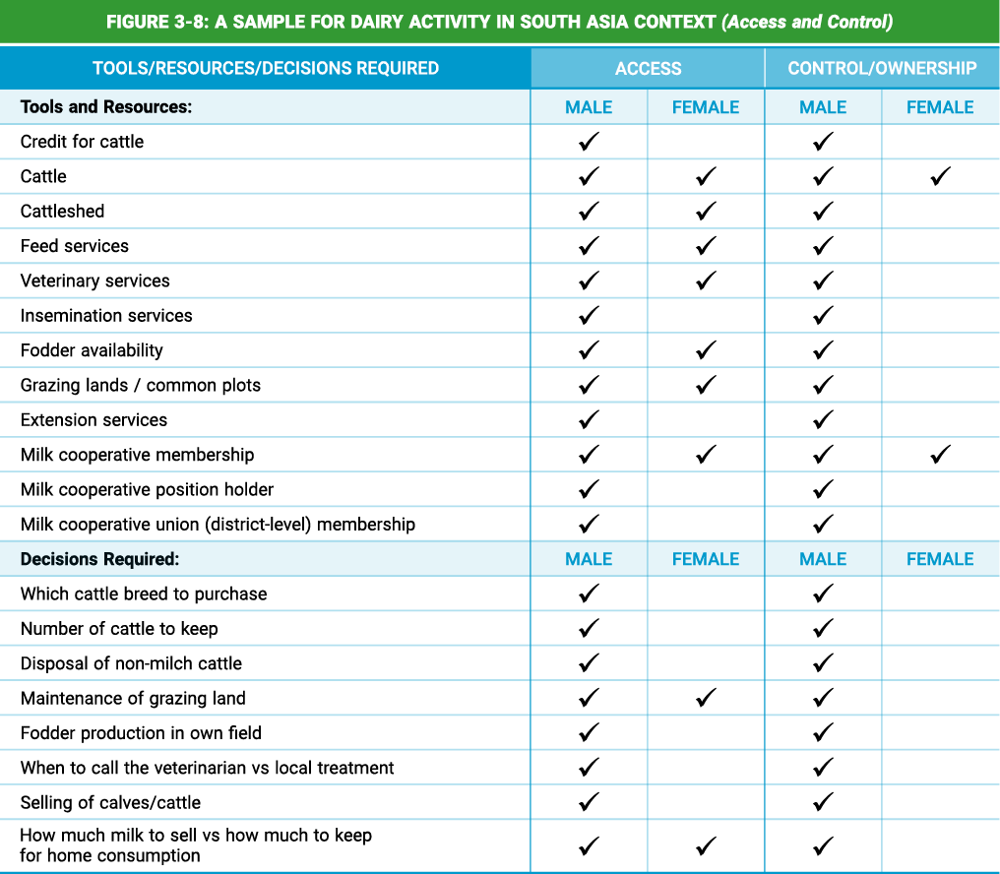 FIGURE 3-8: A SAMPLE FOR DAIRY ACTIVITY IN SOUTH ASIA CONTEXT (Access and Control)
TOOLS/RESOURCES/DECISIONS REQUIRED ACCESS CONTROL/OWNERSHIP
Tools and Resources: MALE FEMALE MALE FEMALE
Credit for cattle ✓ ✓
Cattle ✓ ✓ ✓ ✓
Cattleshed ✓ ✓ ✓
Feed services ✓ ✓ ✓
Veterinary services ✓ ✓ ✓
Insemination services ✓ ✓
Fodder availability ✓ ✓ ✓
Grazing lands / common plots ✓ ✓ ✓
Extension services ✓ ✓
Milk cooperative membership ✓ ✓ ✓ ✓
Milk cooperative position holder ✓ ✓
Milk cooperative union (district-level) membership ✓ ✓
Decisions Required: MALE FEMALE MALE FEMALE
Which cattle breed to purchase ✓ ✓
Number of cattle to keep ✓ ✓
Disposal of non-milch cattle ✓ ✓
Maintenance of grazing land ✓ ✓ ✓
Fodder production in own field ✓ ✓
When to call the veterinarian vs local treatment ✓ ✓
Selling of calves/cattle ✓ ✓
How much milk to sell vs how much to keep
for home consumption ✓ ✓ ✓